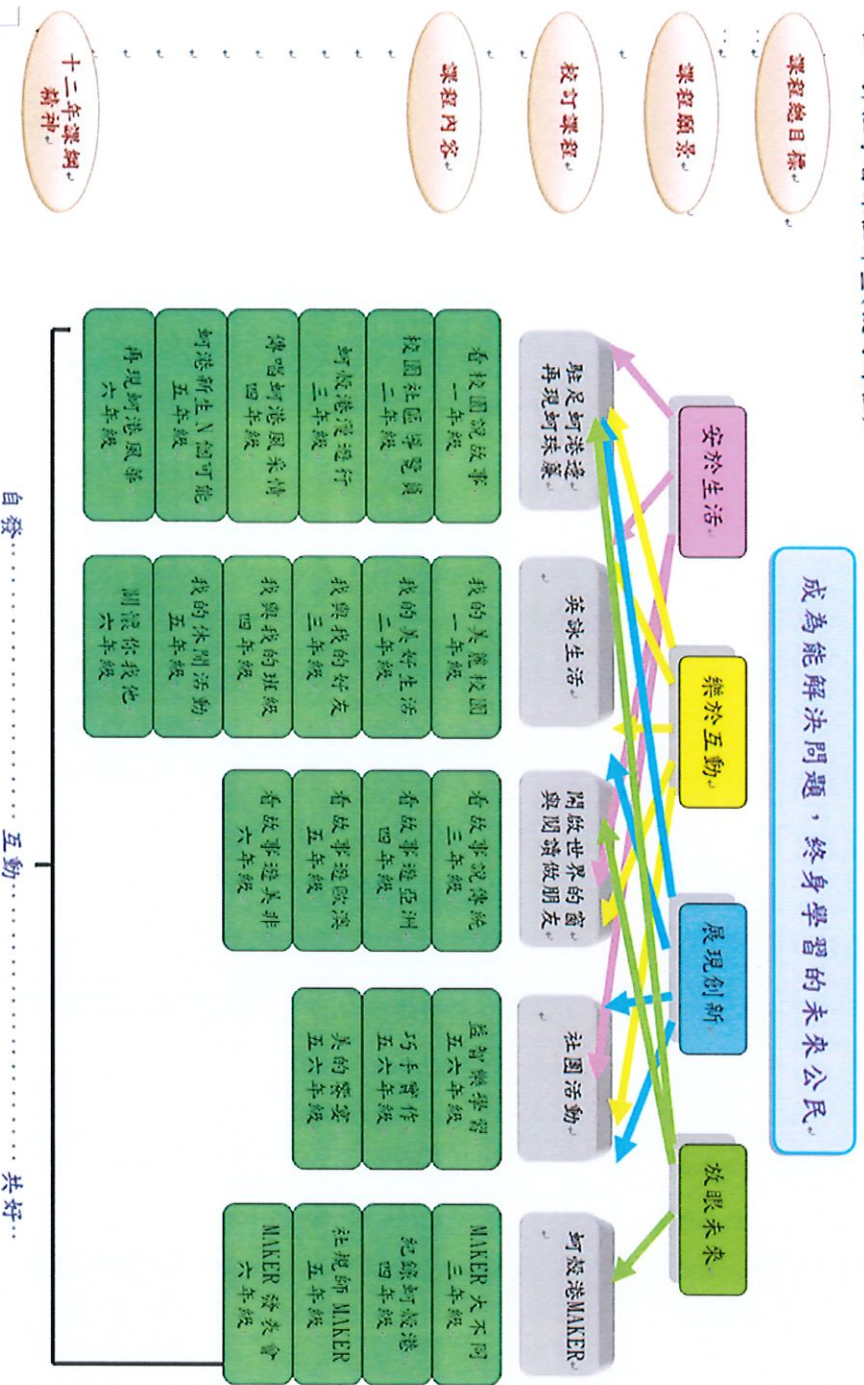 課程總目標
成為能解決問題，終身學習的未來公民
課程願景
安於生活
樂於互動
展現創新
放眼未來
校訂課程
駐足蚵港邊
再現蚵珠廉
英詠生活
開啟世界的窗
與閱讀做朋友
社團活動
蚵殼港MAKER
課程內容
看校園說故事
一年級
校園社區導覽員
二年級
蚵殼港漫遊行
三年級
傳唱蚵港風采情
四年級
蚵港新生N個可能
五年級
再現蚵港風華
六年級
我的美麗校園
一年級
我的美好生活
二年級
我與我的好友
三年級
我與我的班級
四年級
我的休閒活動
五年級
關懷你我他
六年級
看故事說傳統
三年級
看故事遊亞洲
四年級
看故事遊歐澳
五年級
看故事遊美非
六年級
益智樂學習
五六年級
巧手實作
五六年級
美的饗宴
五六年級
MAKER大不同
三年級
紀錄蚵殼港
四年級
社規師MAKER
五年級
MAKER發表會
六年級
十二年課綱
精神
自發........................互動........................共好..